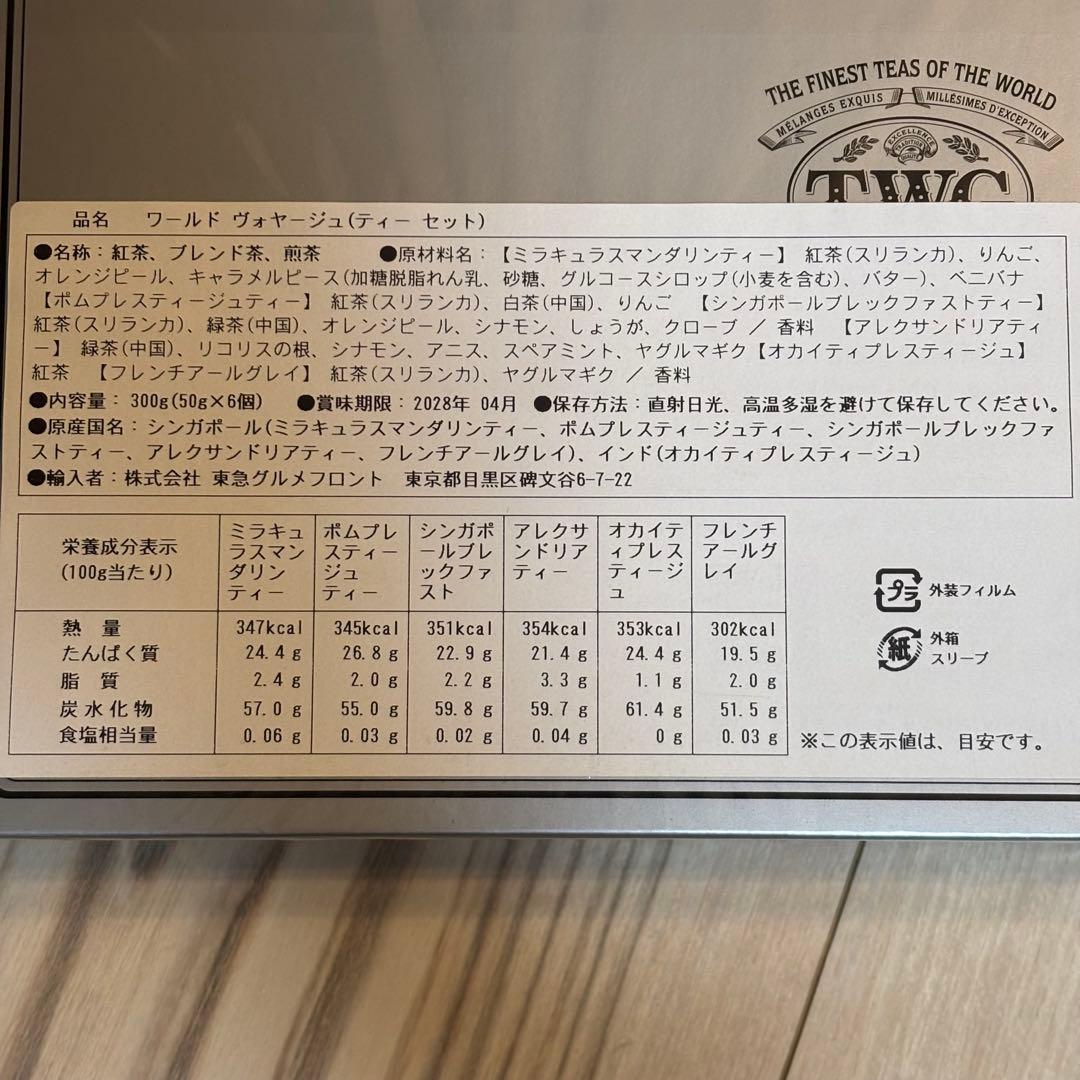 THE FINEST TEAS OF THE WORLD
MÉLANGES EXQUIS MILLÉSIMES D'EXCEPTION
EXCELLENCE
TRADITION
TWG
品名 ワールド ヴォヤージュ(ティー セット)
●名称：紅茶、ブレンド茶、煎茶 ●原材料名：【ミラキュラスマンダリンティー】 紅茶(スリランカ)、りんご、
オレンジピール、キャラメルピース(加糖脱脂れん乳、砂糖、グルコースシロップ(小麦を含む)、バター)、ベニバナ
【ポムプレスティージュティー】 紅茶(スリランカ)、白茶(中国)、りんご 【シンガポールブレックファストティー】
紅茶(スリランカ)、緑茶(中国)、オレンジピール、シナモン、しょうが、クローブ ／ 香料 【アレクサンドリアティ
ー】 緑茶(中国)、リコリスの根、シナモン、アニス、スペアミント、ヤグルマギク【オカイティプレスティージュ】
紅茶 【フレンチアールグレイ】 紅茶(スリランカ)、ヤグルマギク ／ 香料
●内容量：300g(50g×6個) ●賞味期限：2028年 04月 ●保存方法：直射日光、高温多湿を避けて保存してください。
●原産国名：シンガポール(ミラキュラスマンダリンティー、ポムプレスティージュティー、シンガポールブレックファ
ストティー、アレクサンドリアティー、フレンチアールグレイ)、インド(オカイティプレスティージュ)
●輸入者：株式会社 東急グルメフロント 東京都目黒区碑文谷6-7-22
栄養成分表示
(100g当たり)
ミラキュ
ラスマン
ダリン
ティー
ポムプレ
スティー
ジュ
ティー
シンガポ
ールブレ
ックファ
スト
アレクサ
ンドリア
ティー
オカイテ
ィプレス
ティージ
ュ
フレンチ
アールグ
レイ
熱 量 347kcal 345kcal 351kcal 354kcal 353kcal 302kcal
たんぱく質 24.4g 26.8g 22.9g 21.4g 24.4g 19.5g
脂 質 2.4g 2.0g 2.2g 3.3g 1.1g 2.0g
炭水化物 57.0g 55.0g 59.8g 59.7g 61.4g 51.5g
食塩相当量 0.06g 0.03g 0.02g 0.04g 0g 0.03g
プラ 外装フィルム
紙 外箱
スリーブ
※この表示値は、目安です。